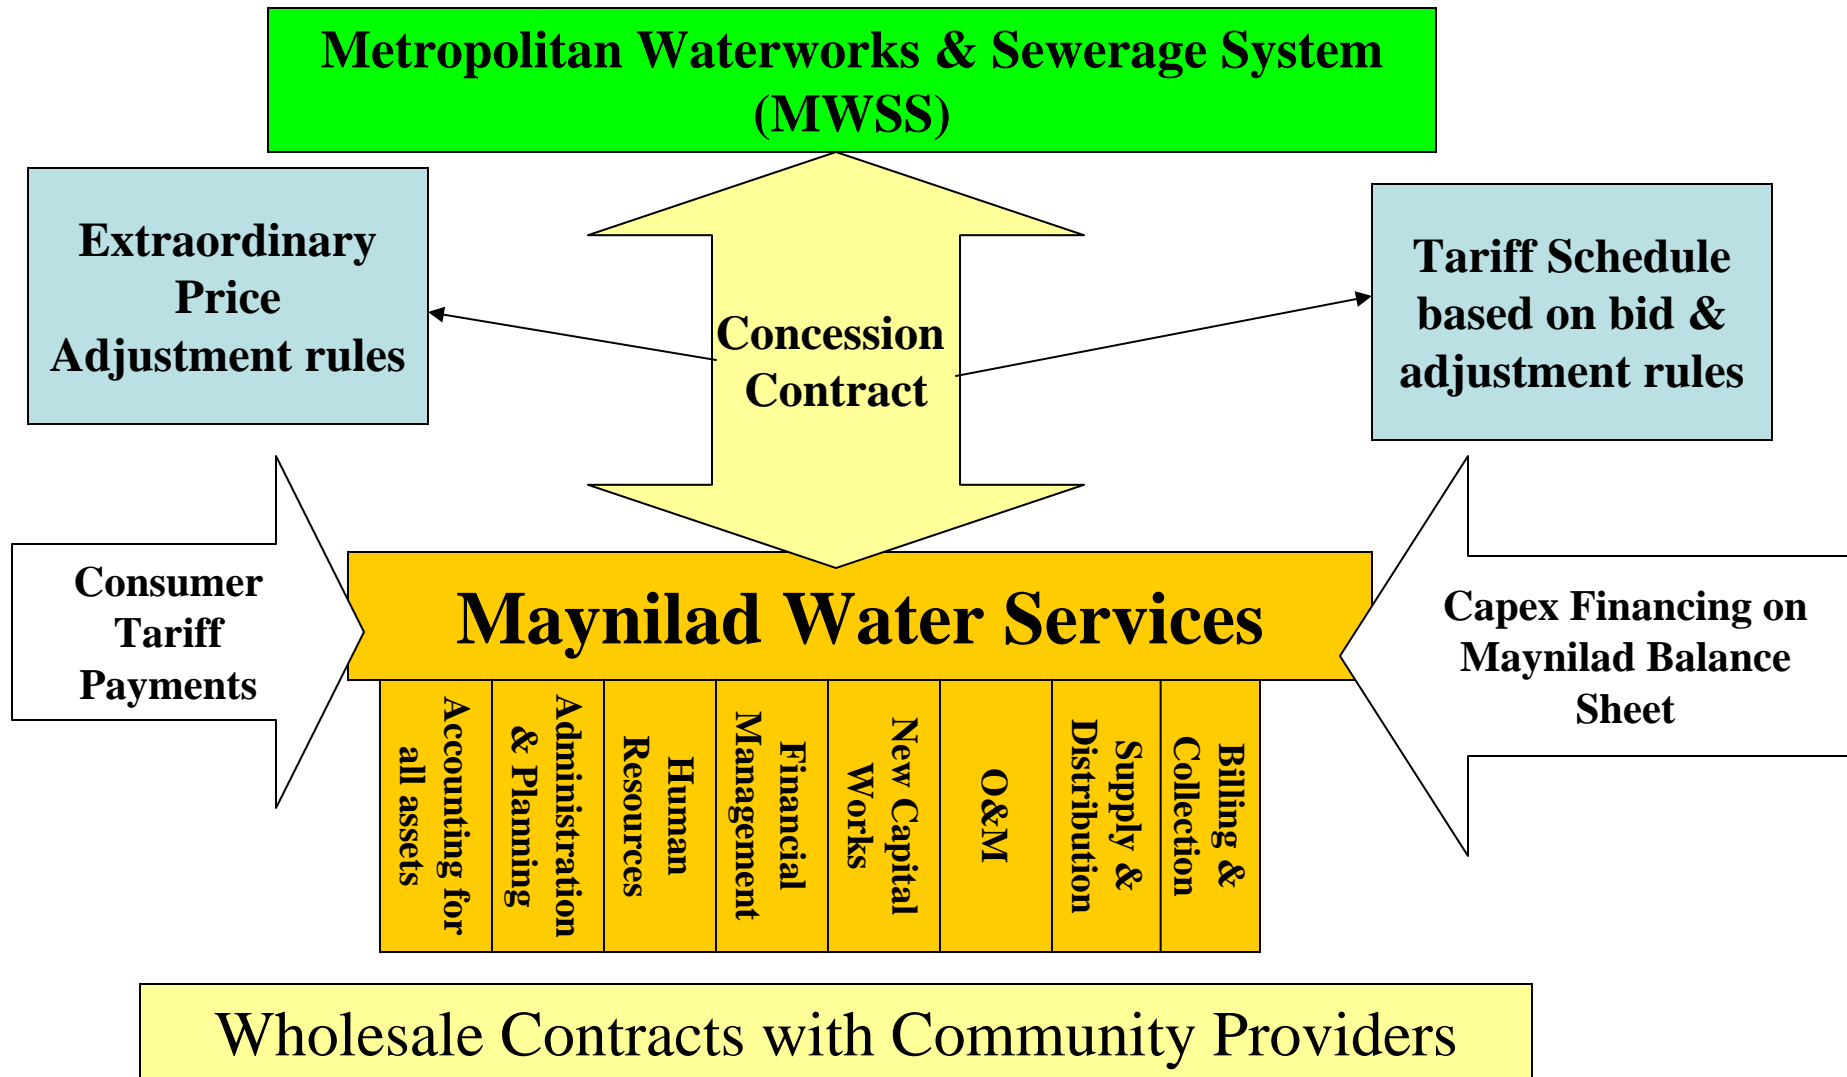 Metropolitan Waterworks & Sewerage System
(MWSS)
Extraordinary
Price
Adjustment rules
Concession
Contract
Tariff Schedule
based on bid &
adjustment rules
Consumer
Tariff
Payments
Maynilad Water Services
Capex Financing on
Maynilad Balance
Sheet
Accounting for
all assets
Administration
& Planning
Human
Resources
Financial
Management
New Capital
Works
O&M
Supply &
Distribution
Billing &
Collection
Wholesale Contracts with Community Providers